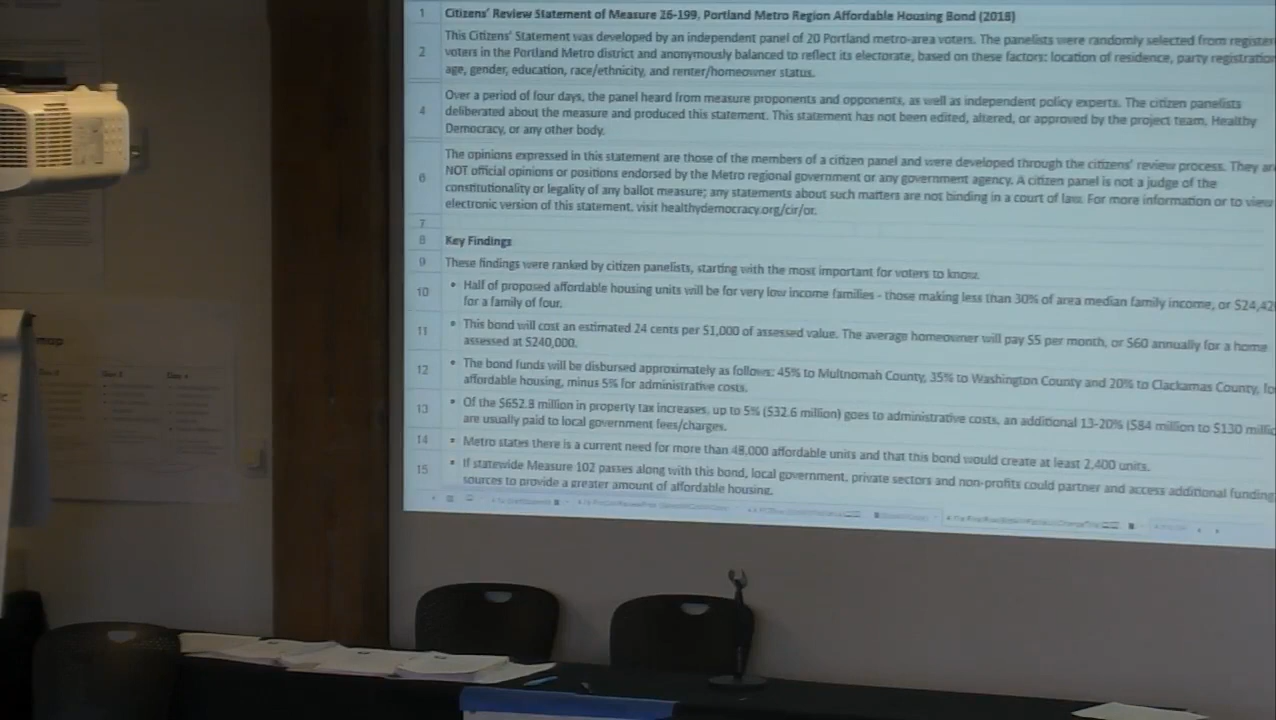 1 Citizens' Review Statement of Measure 26-199, Portland Metro Region Affordable Housing Bond (2018)
This Citizens' Statement was developed by an independent panel of 20 Portland metro-area voters. The panelists were randomly selected from register
2 voters in the Portland Metro district and anonymously balanced to reflect its electorate, based on these factors: location of residence, party registration
age, gender, education, race/ethnicity, and renter/homeowner status.
Over a period of four days, the panel heard from measure proponents and opponents, as well as independent policy experts. The citizen panelists
4 deliberated about the measure and produced this statement. This statement has not been edited, altered, or approved by the project team, Healthy
Democracy, or any other body.
The opinions expressed in this statement are those of the members of a citizen panel and were developed through the citizens' review process. They ar
6 NOT official opinions or positions endorsed by the Metro regional government or any government agency. A citizen panel is not a judge of the
constitutionality or legality of any ballot measure; any statements about such matters are not binding in a court of law. For more information or to view
electronic version of this statement, visit healthydemocracy.org/cir/or.
7
8 Key Findings
9 These findings were ranked by citizen panelists, starting with the most important for voters to know.
10 • Half of proposed affordable housing units will be for very low income families - those making less than 30% of area median family income, or $24,42
for a family of four.
11 • This bond will cost an estimated 24 cents per $1,000 of assessed value. The average homeowner will pay $5 per month, or $60 annually for a home
assessed at $240,000.
12 • The bond funds will be disbursed approximately as follows: 45% to Multnomah County, 35% to Washington County and 20% to Clackamas County, fo
affordable housing, minus 5% for administrative costs.
13 • Of the $652.8 million in property tax increases, up to 5% ($32.6 million) goes to administrative costs, an additional 13-20% ($84 million to $130 millio
are usually paid to local government fees/charges.
14 • Metro states there is a current need for more than 48,000 affordable units and that this bond would create at least 2,400 units.
15 • If statewide Measure 102 passes along with this bond, local government, private sectors and non-profits could partner and access additional funding
sources to provide a greater amount of affordable housing.
map